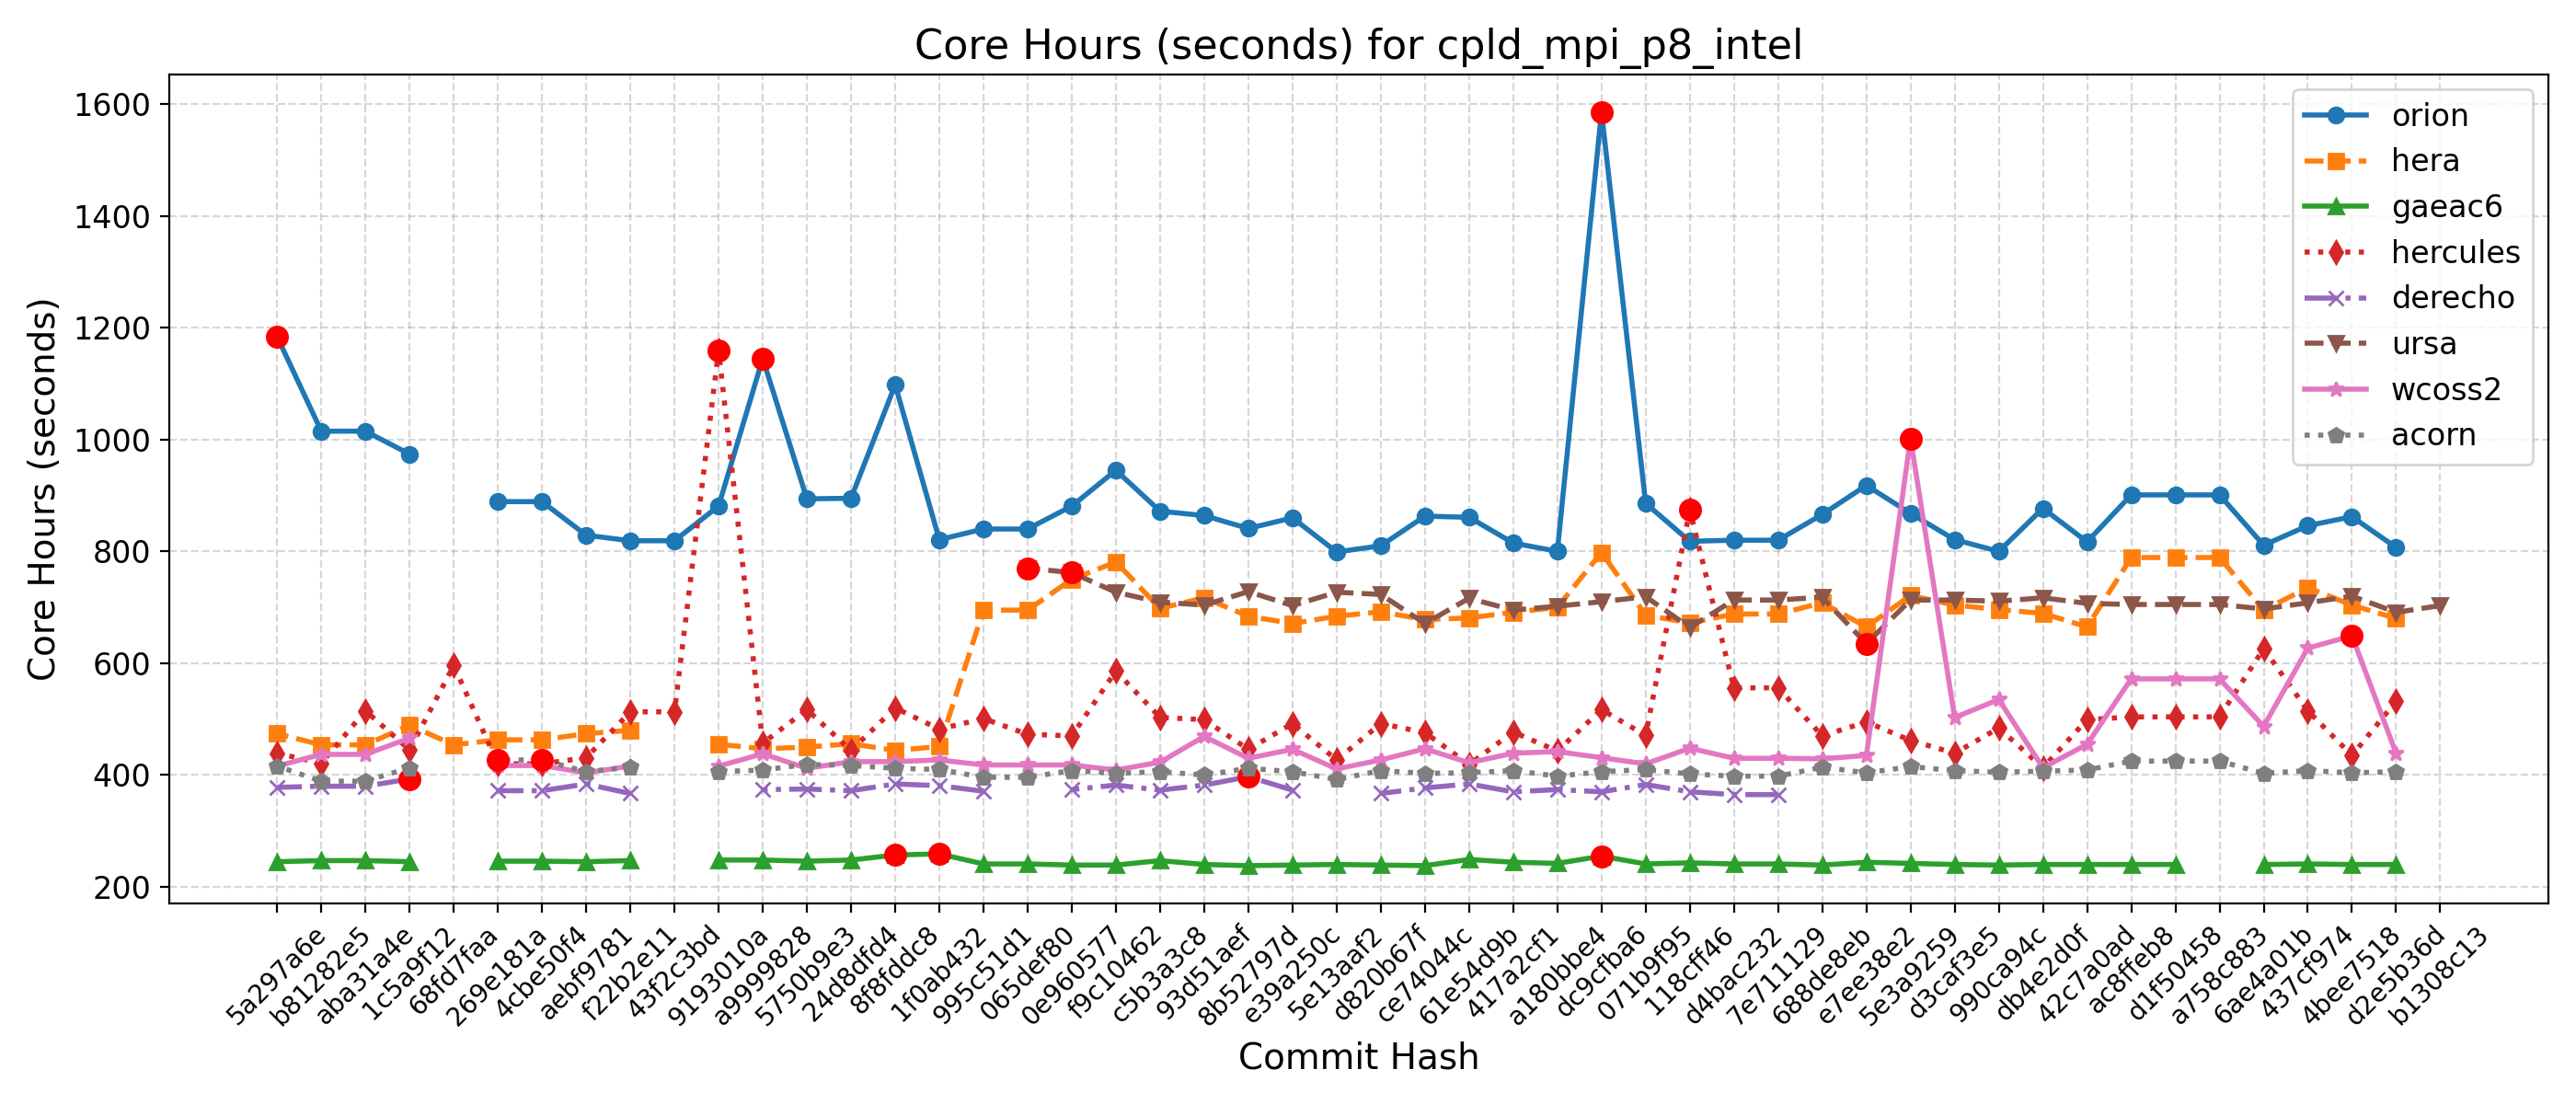 Core Hours (seconds) for cpld_mpi_p8_intel
Core Hours (seconds)
1600
1400
1200
1000
800
600
400
200
orion
hera
gaeac6
hercules
derecho
ursa
wcoss2
acorn
5a297a6e
b81282e5
aba31a4e
1c5a9f12
68fd7faa
269e181a
4cbe50f4
aebf9781
f22b2e11
43f2c3bd
9193010a
a9999828
5750b9e3
24d8dfd4
8f8fddc8
1f0ab432
995c51d1
065def80
0e960577
f9c10462
c5b3a3c8
93d51aef
8b52797d
e39a250c
5e13aaf2
d820b67f
ce74044c
61e54d9b
417a2cf1
a180bbe4
dc9cfba6
071b9f95
118cff46
d4bac232
7e711129
688de8eb
e7ee38e2
5e3a9259
d3caf3e5
990ca94c
db4e2d0f
42c7a0ad
ac8ffeb8
d1f50458
a758c883
6ae4a01b
437cf974
4bee7518
d2e5b36d
b1308c13
Commit Hash